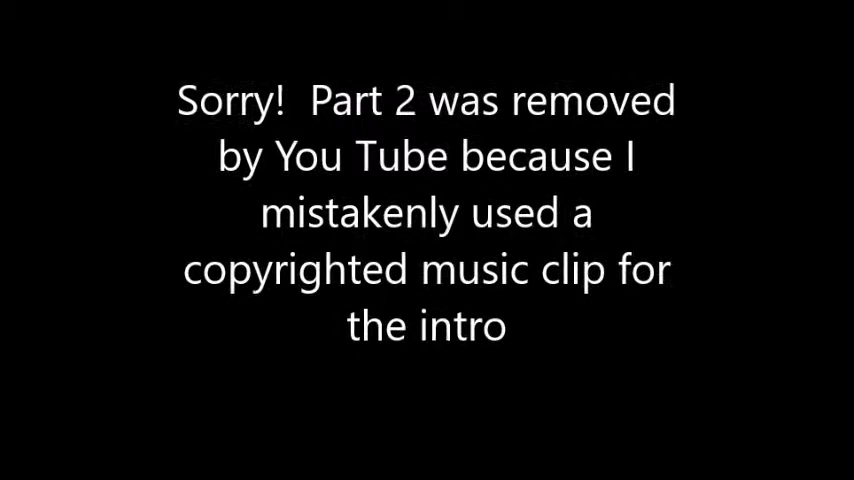 Sorry!  Part 2 was removed
by You Tube because I
mistakenly used a
copyrighted music clip for
the intro